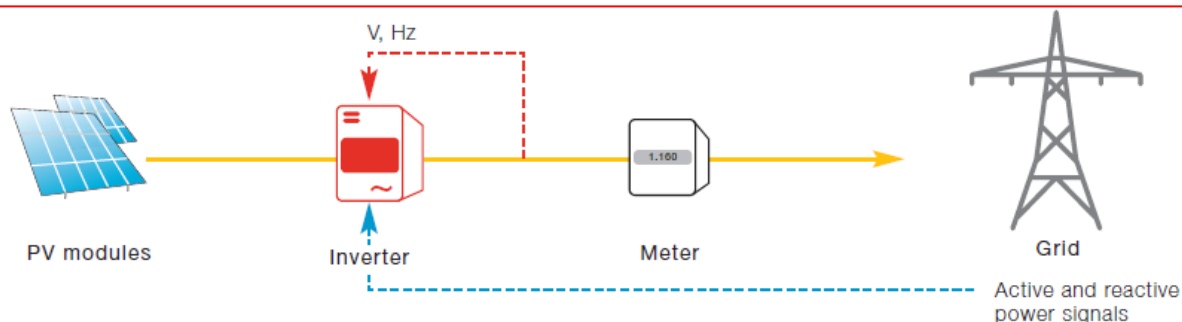 V, Hz
1.160
PV modules
Inverter
Meter
Grid
Active and reactive
power signals